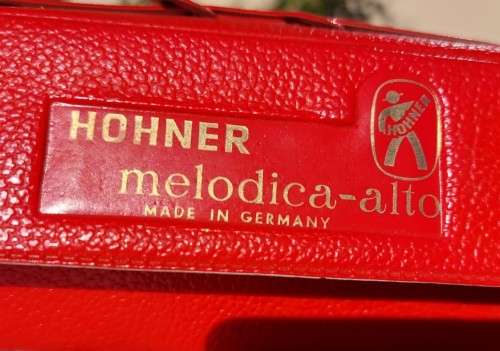 HOHNER
HOHNER
melodica-alto
MADE IN GERMANY